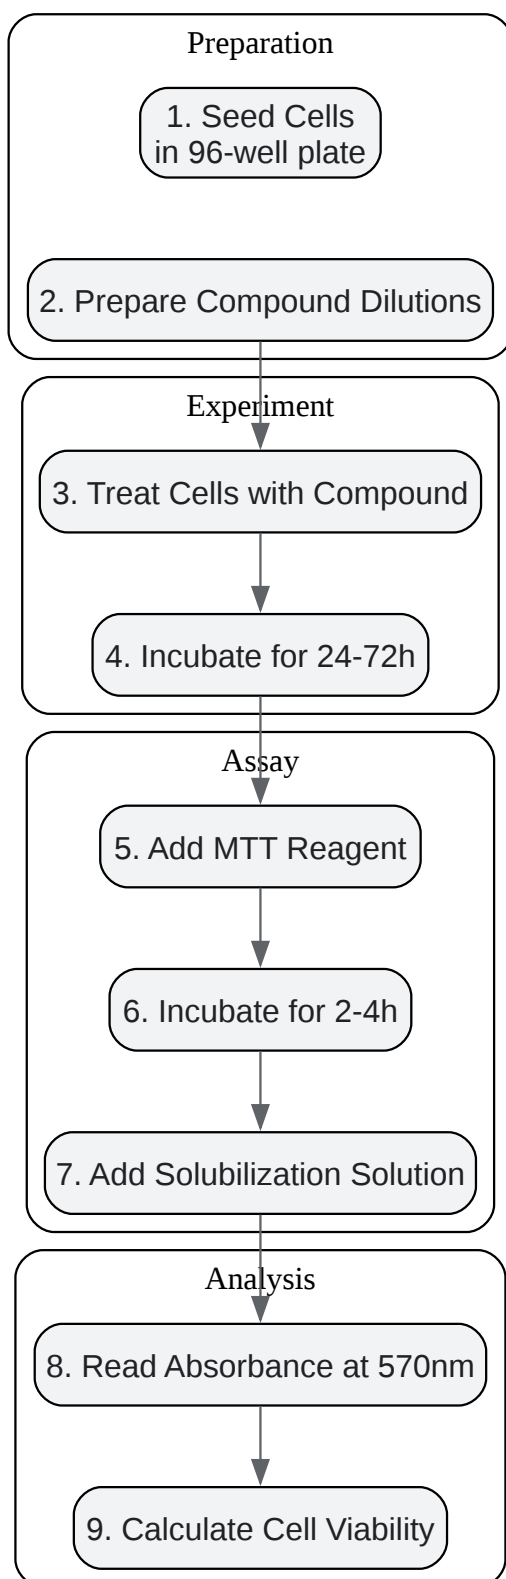 Preparation
1. Seed Cells
in 96-well plate
2. Prepare Compound Dilutions
Experiment
3. Treat Cells with Compound
4. Incubate for 24-72h
Assay
5. Add MTT Reagent
6. Incubate for 2-4h
7. Add Solubilization Solution
Analysis
8. Read Absorbance at 570nm
9. Calculate Cell Viability